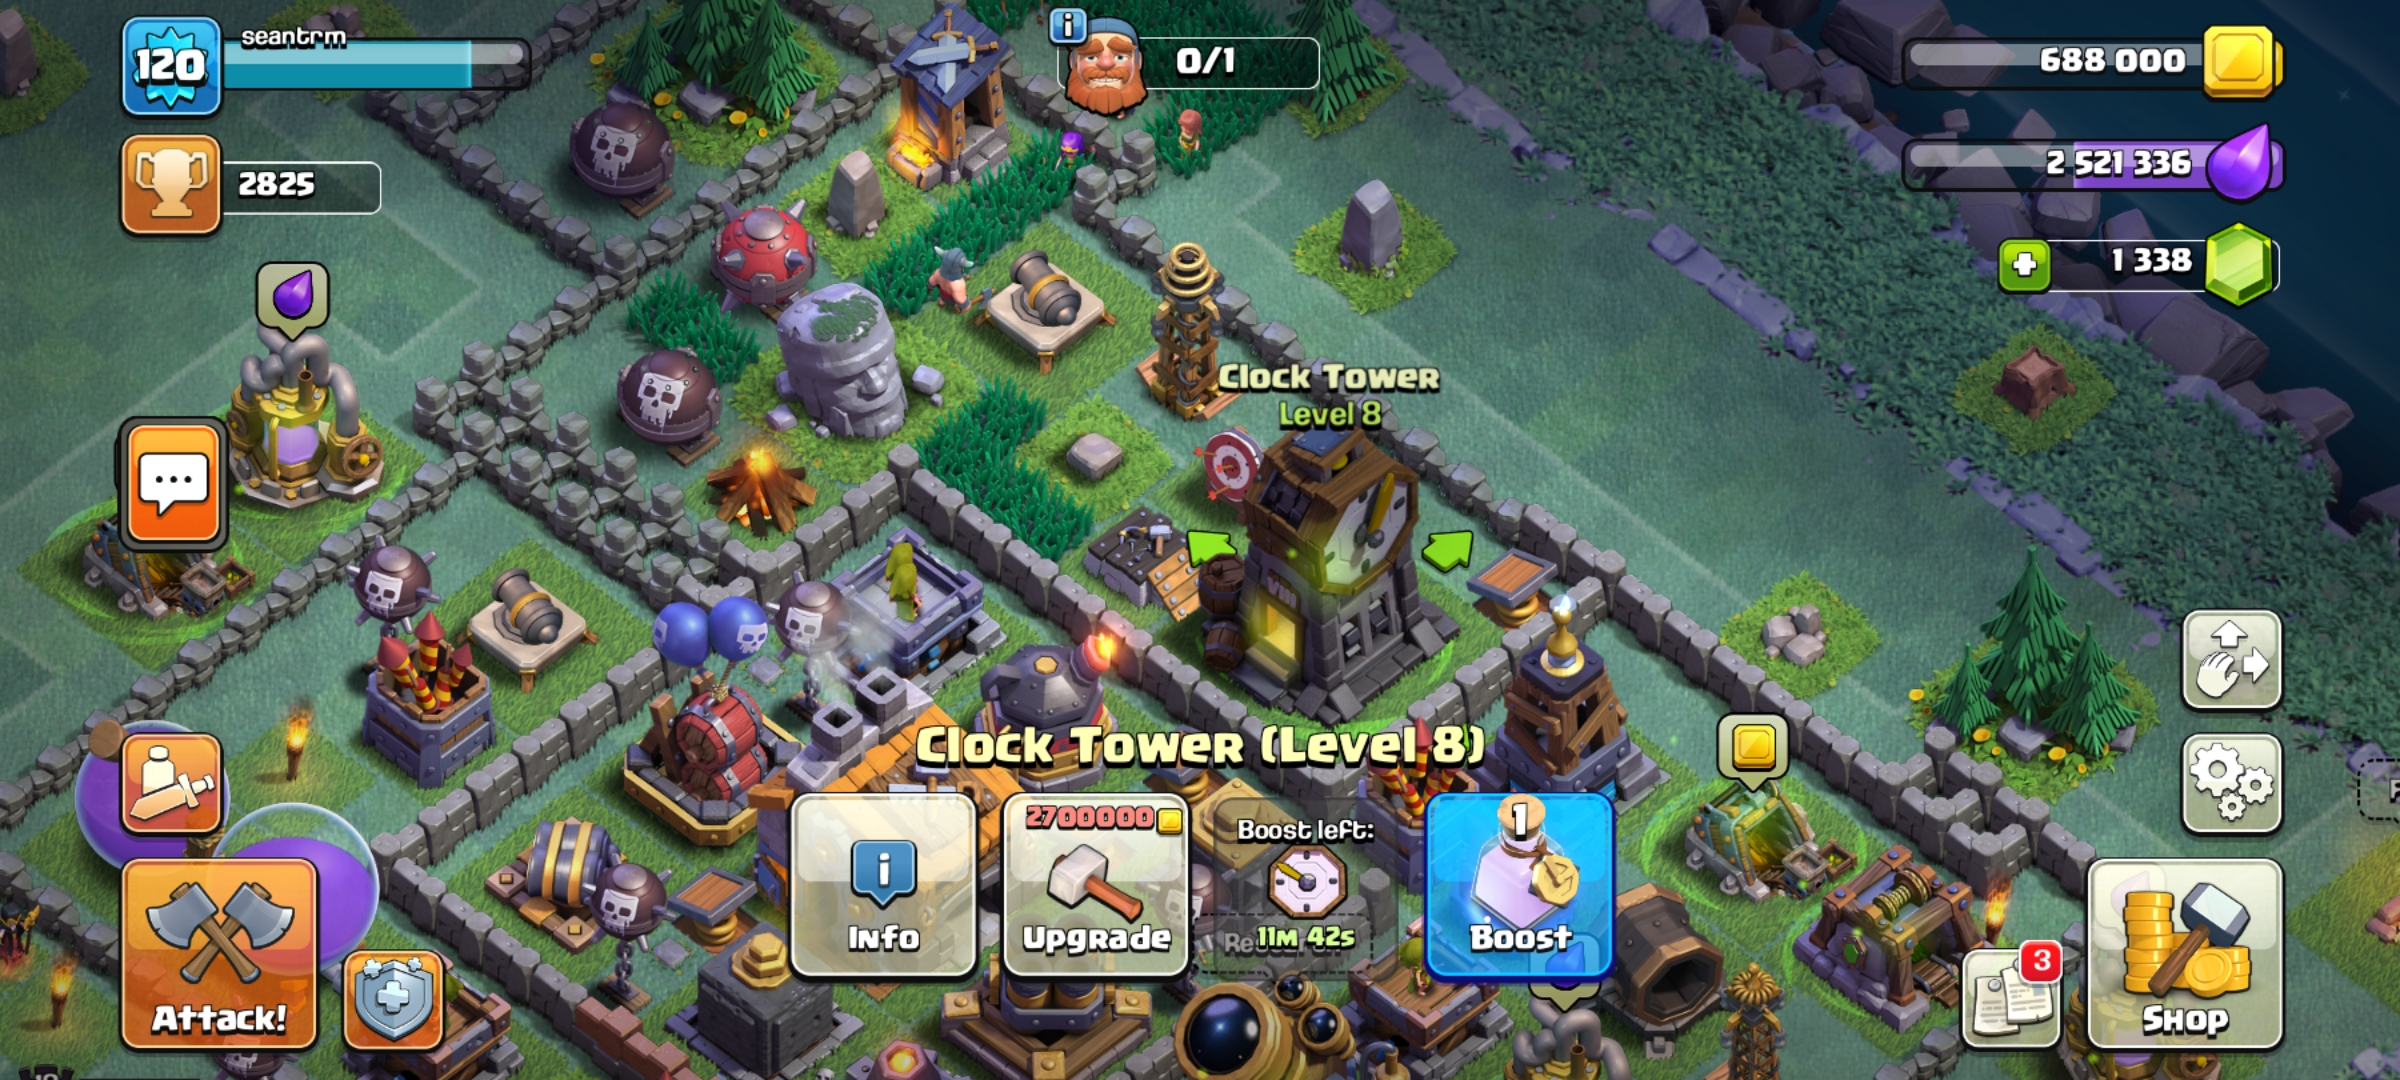 120
seantrm
0/1
688 000
2825
2 521 336
1 338
Clock Tower
Level 8
VIII
Clock Tower (Level 8)
Info
2700000
Upgrade
Boost left:
11m 42s
1
Boost
Attack!
3
Shop